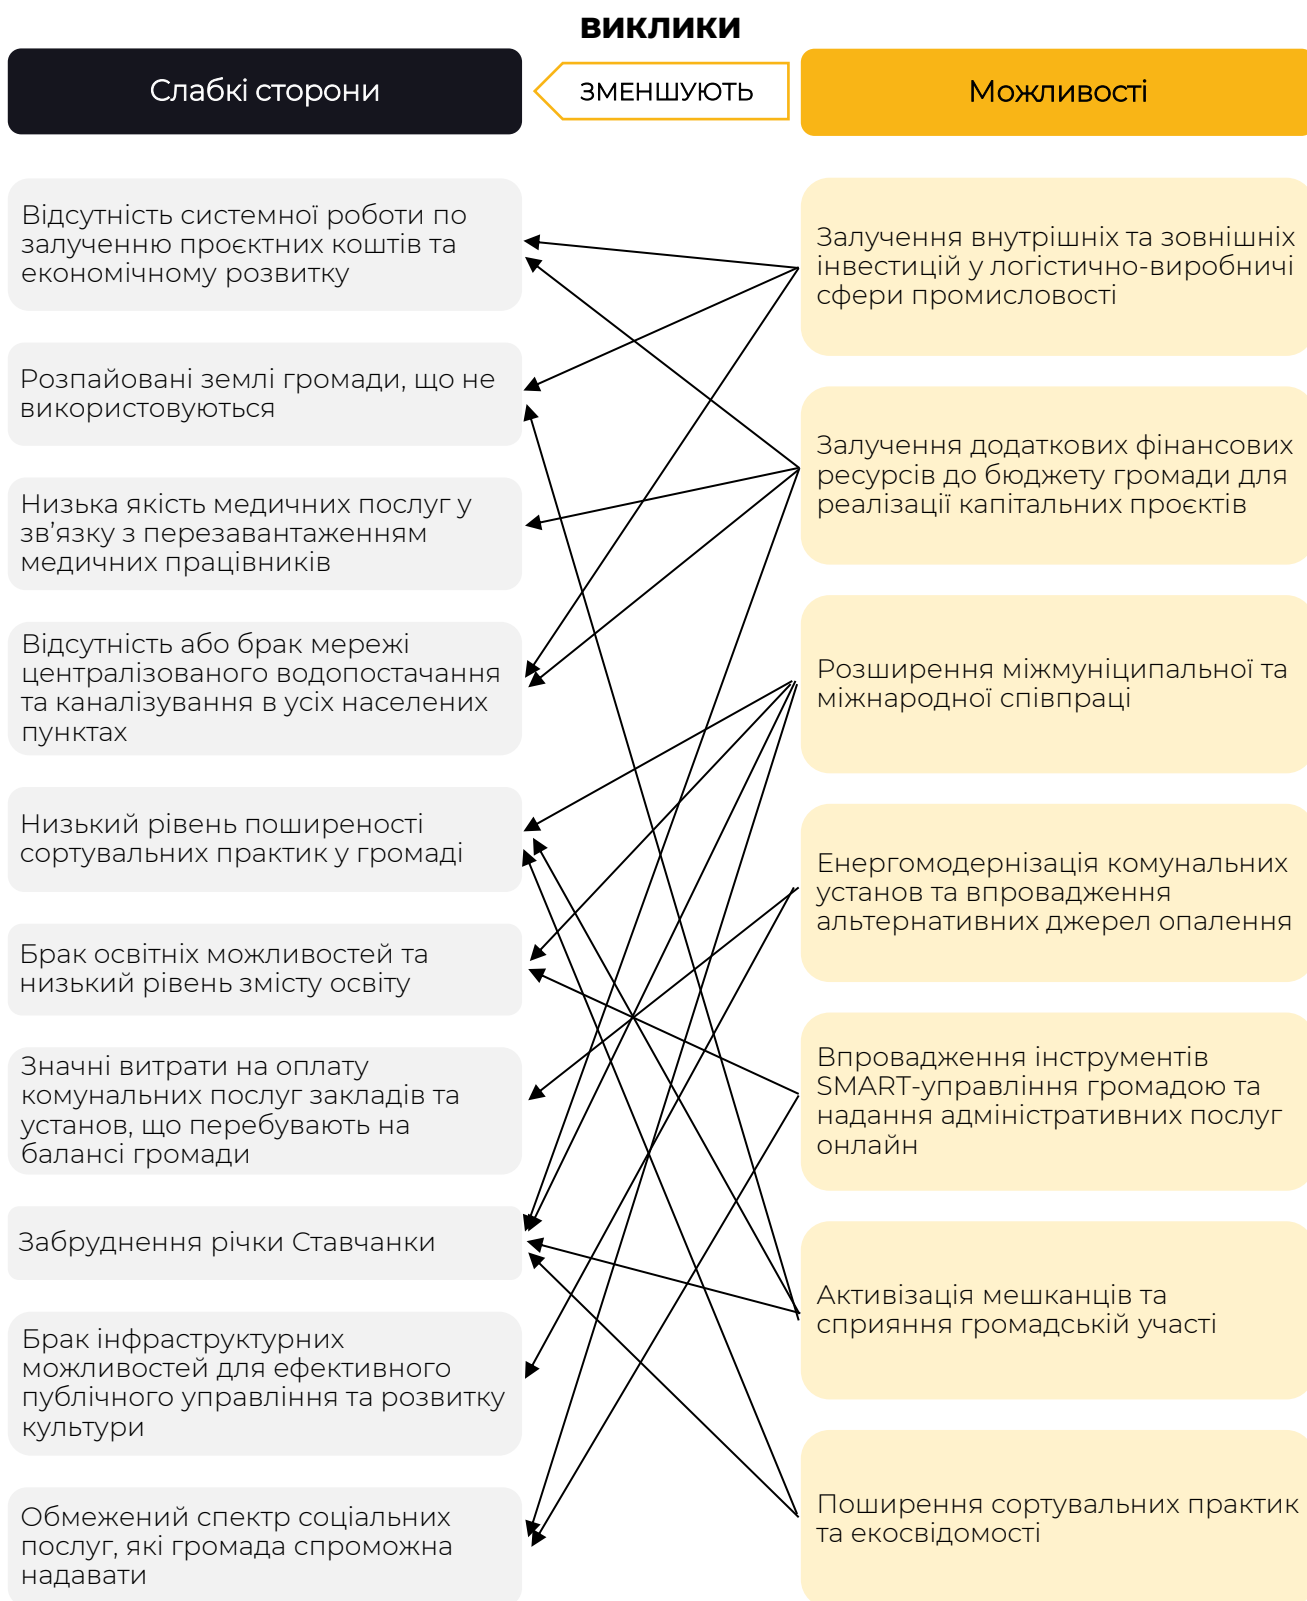 ВИКЛИКИ
Слабкі сторони
ЗМЕНШУЮТЬ
Можливості
Відсутність системної роботи по
залученню проєктних коштів та
економічному розвитку
Розпайовані землі громади, що не
використовуються
Низька якість медичних послуг у
зв’язку з перезавантаженням
медичних працівників
Відсутність або брак мережі
централізованого водопостачання
та каналізування в усіх населених
пунктах
Низький рівень поширеності
сортувальних практик у громаді
Брак освітніх можливостей та
низький рівень змісту освіту
Значні витрати на оплату
комунальних послуг закладів та
установ, що перебувають на
балансі громади
Забруднення річки Ставчанки
Брак інфраструктурних
можливостей для ефективного
публічного управління та розвитку
культури
Обмежений спектр соціальних
послуг, які громада спроможна
надавати
Залучення внутрішніх та зовнішніх
інвестицій у логістично-виробничі
сфери промисловості
Залучення додаткових фінансових
ресурсів до бюджету громади для
реалізації капітальних проєктів
Розширення міжмуніципальної та
міжнародної співпраці
Енергомодернізація комунальних
установ та впровадження
альтернативних джерел опалення
Впровадження інструментів
SMART-управління громадою та
надання адміністративних послуг
онлайн
Активізація мешканців та
сприяння громадській участі
Поширення сортувальних практик
та екосвідомості